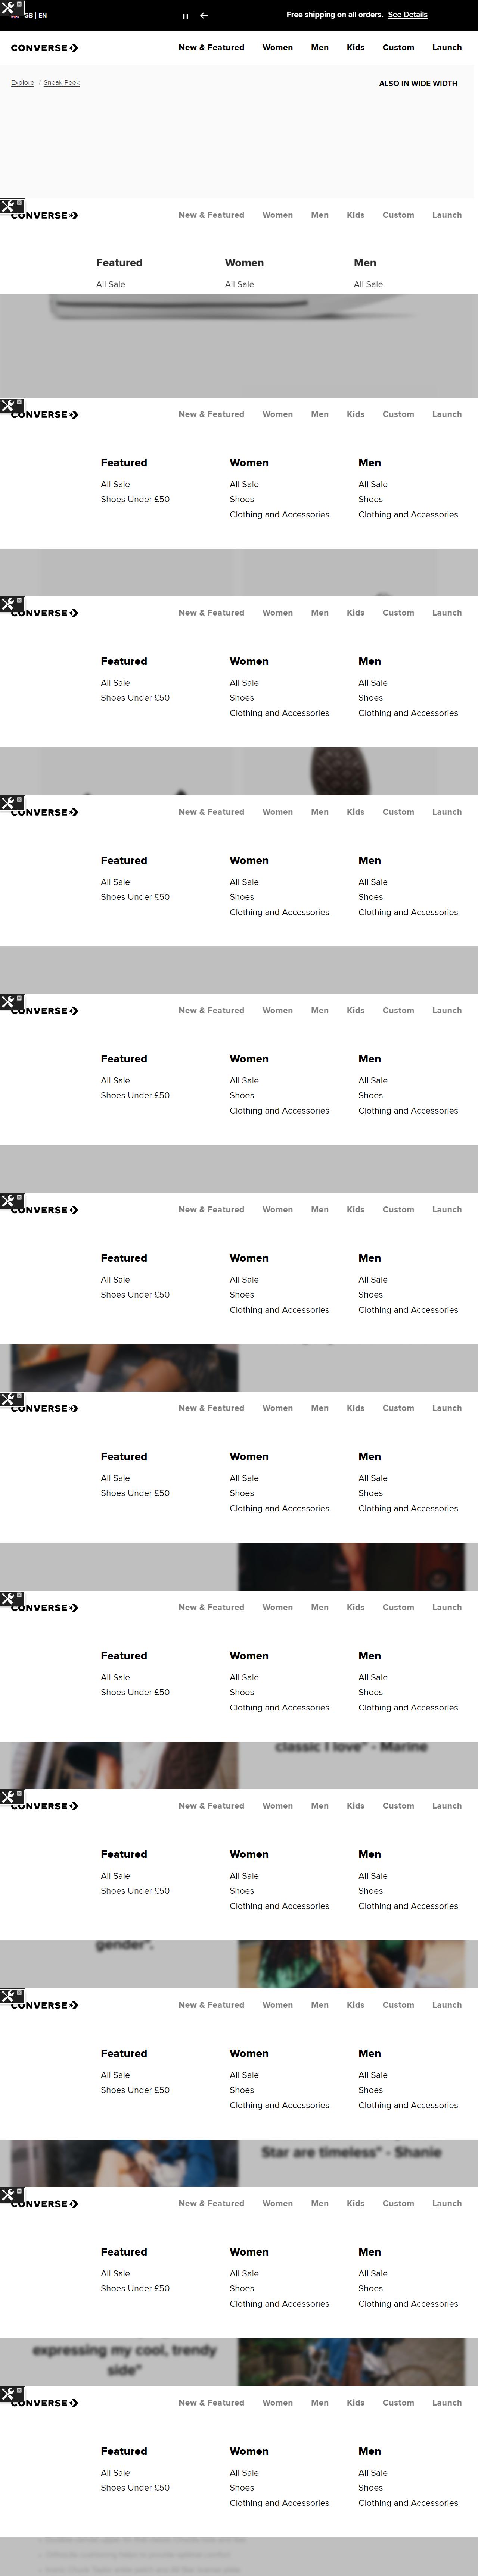 GB | EN
Free shipping on all orders. See Details
CONVERSE
New & Featured Women Men Kids Custom Launch
Explore / Sneak Peek
ALSO IN WIDE WIDTH
CONVERSE
New & Featured Women Men Kids Custom Launch
Featured Women Men
All Sale All Sale All Sale
CONVERSE
New & Featured Women Men Kids Custom Launch
Featured Women Men
All Sale All Sale All Sale
Shoes Under £50 Shoes Shoes
Clothing and Accessories Clothing and Accessories
CONVERSE
New & Featured Women Men Kids Custom Launch
Featured Women Men
All Sale All Sale All Sale
Shoes Under £50 Shoes Shoes
Clothing and Accessories Clothing and Accessories
CONVERSE
New & Featured Women Men Kids Custom Launch
Featured Women Men
All Sale All Sale All Sale
Shoes Under £50 Shoes Shoes
Clothing and Accessories Clothing and Accessories
CONVERSE
New & Featured Women Men Kids Custom Launch
Featured Women Men
All Sale All Sale All Sale
Shoes Under £50 Shoes Shoes
Clothing and Accessories Clothing and Accessories
CONVERSE
New & Featured Women Men Kids Custom Launch
Featured Women Men
All Sale All Sale All Sale
Shoes Under £50 Shoes Shoes
Clothing and Accessories Clothing and Accessories
CONVERSE
New & Featured Women Men Kids Custom Launch
Featured Women Men
All Sale All Sale All Sale
Shoes Under £50 Shoes Shoes
Clothing and Accessories Clothing and Accessories
CONVERSE
New & Featured Women Men Kids Custom Launch
Featured Women Men
All Sale All Sale All Sale
Shoes Under £50 Shoes Shoes
Clothing and Accessories Clothing and Accessories
classic I love" - Marine
CONVERSE
New & Featured Women Men Kids Custom Launch
Featured Women Men
All Sale All Sale All Sale
Shoes Under £50 Shoes Shoes
Clothing and Accessories Clothing and Accessories
gender".
CONVERSE
New & Featured Women Men Kids Custom Launch
Featured Women Men
All Sale All Sale All Sale
Shoes Under £50 Shoes Shoes
Clothing and Accessories Clothing and Accessories
Star are timeless" - Shanie
CONVERSE
New & Featured Women Men Kids Custom Launch
Featured Women Men
All Sale All Sale All Sale
Shoes Under £50 Shoes Shoes
Clothing and Accessories Clothing and Accessories
expressing my cool, trendy
side"
CONVERSE
New & Featured Women Men Kids Custom Launch
Featured Women Men
All Sale All Sale All Sale
Shoes Under £50 Shoes Shoes
Clothing and Accessories Clothing and Accessories